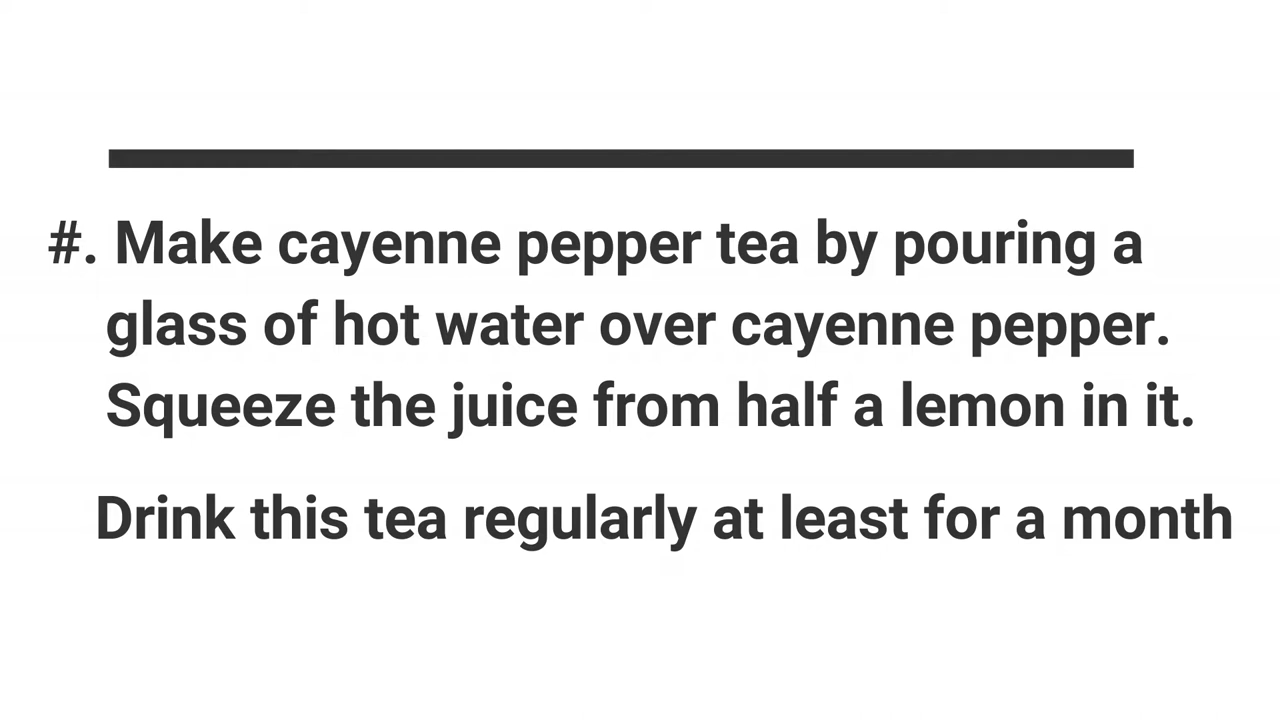 #. Make cayenne pepper tea by pouring a
glass of hot water over cayenne pepper.
Squeeze the juice from half a lemon in it.
Drink this tea regularly at least for a month